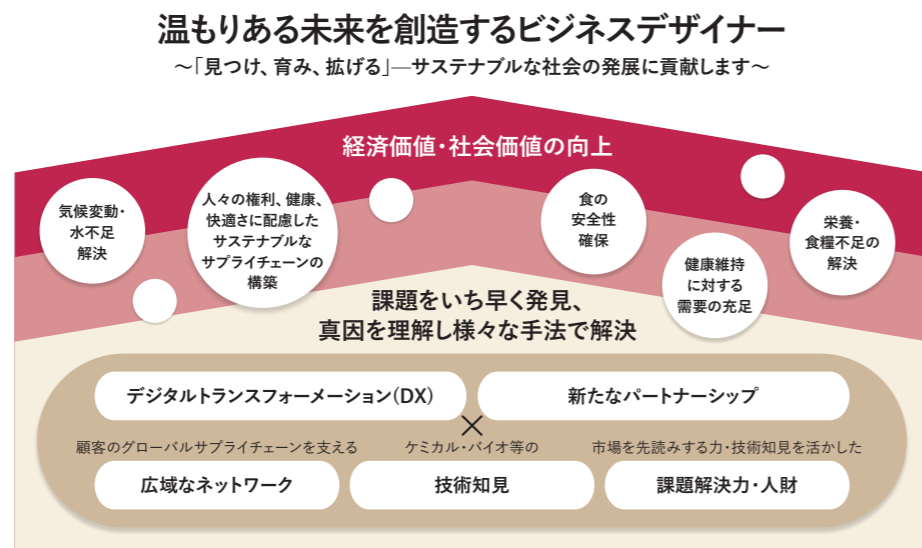 温もりある未来を創造するビジネスデザイナー
～「見つけ、育み、拡げる」―サステナブルな社会の発展に貢献します～
経済価値・社会価値の向上
気候変動・
水不足
解決
人々の権利、健康、
快適さに配慮した
サステナブルな
サプライチェーンの
構築
食の
安全性
確保
健康維持
に対する
需要の充足
栄養・
食糧不足の
解決
課題をいち早く発見、
真因を理解し様々な手法で解決
デジタルトランスフォーメーション(DX)
新たなパートナーシップ
×
顧客のグローバルサプライチェーンを支える
広域なネットワーク
ケミカル・バイオ等の
技術知見
市場を先読みする力・技術知見を活かした
課題解決力・人財